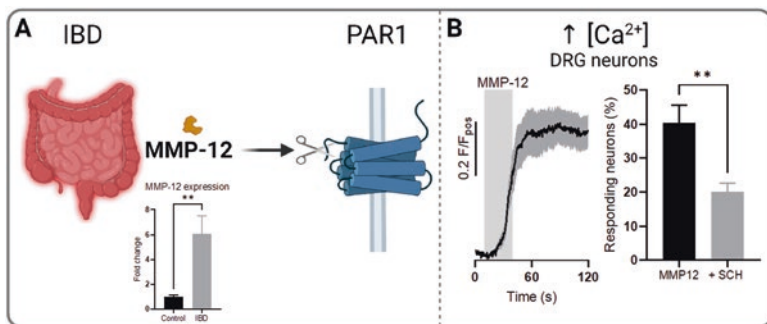 A
IBD
PAR1
MMP-12
MMP-12 expression
**
Fold change
8
6
4
2
0
Control
IBD
B
↑ [Ca²⁺]
DRG neurons
MMP-12
0.2 F/Fpos
0
60
120
Time (s)
**
Responding neurons (%)
50
40
30
20
10
0
MMP12
+ SCH